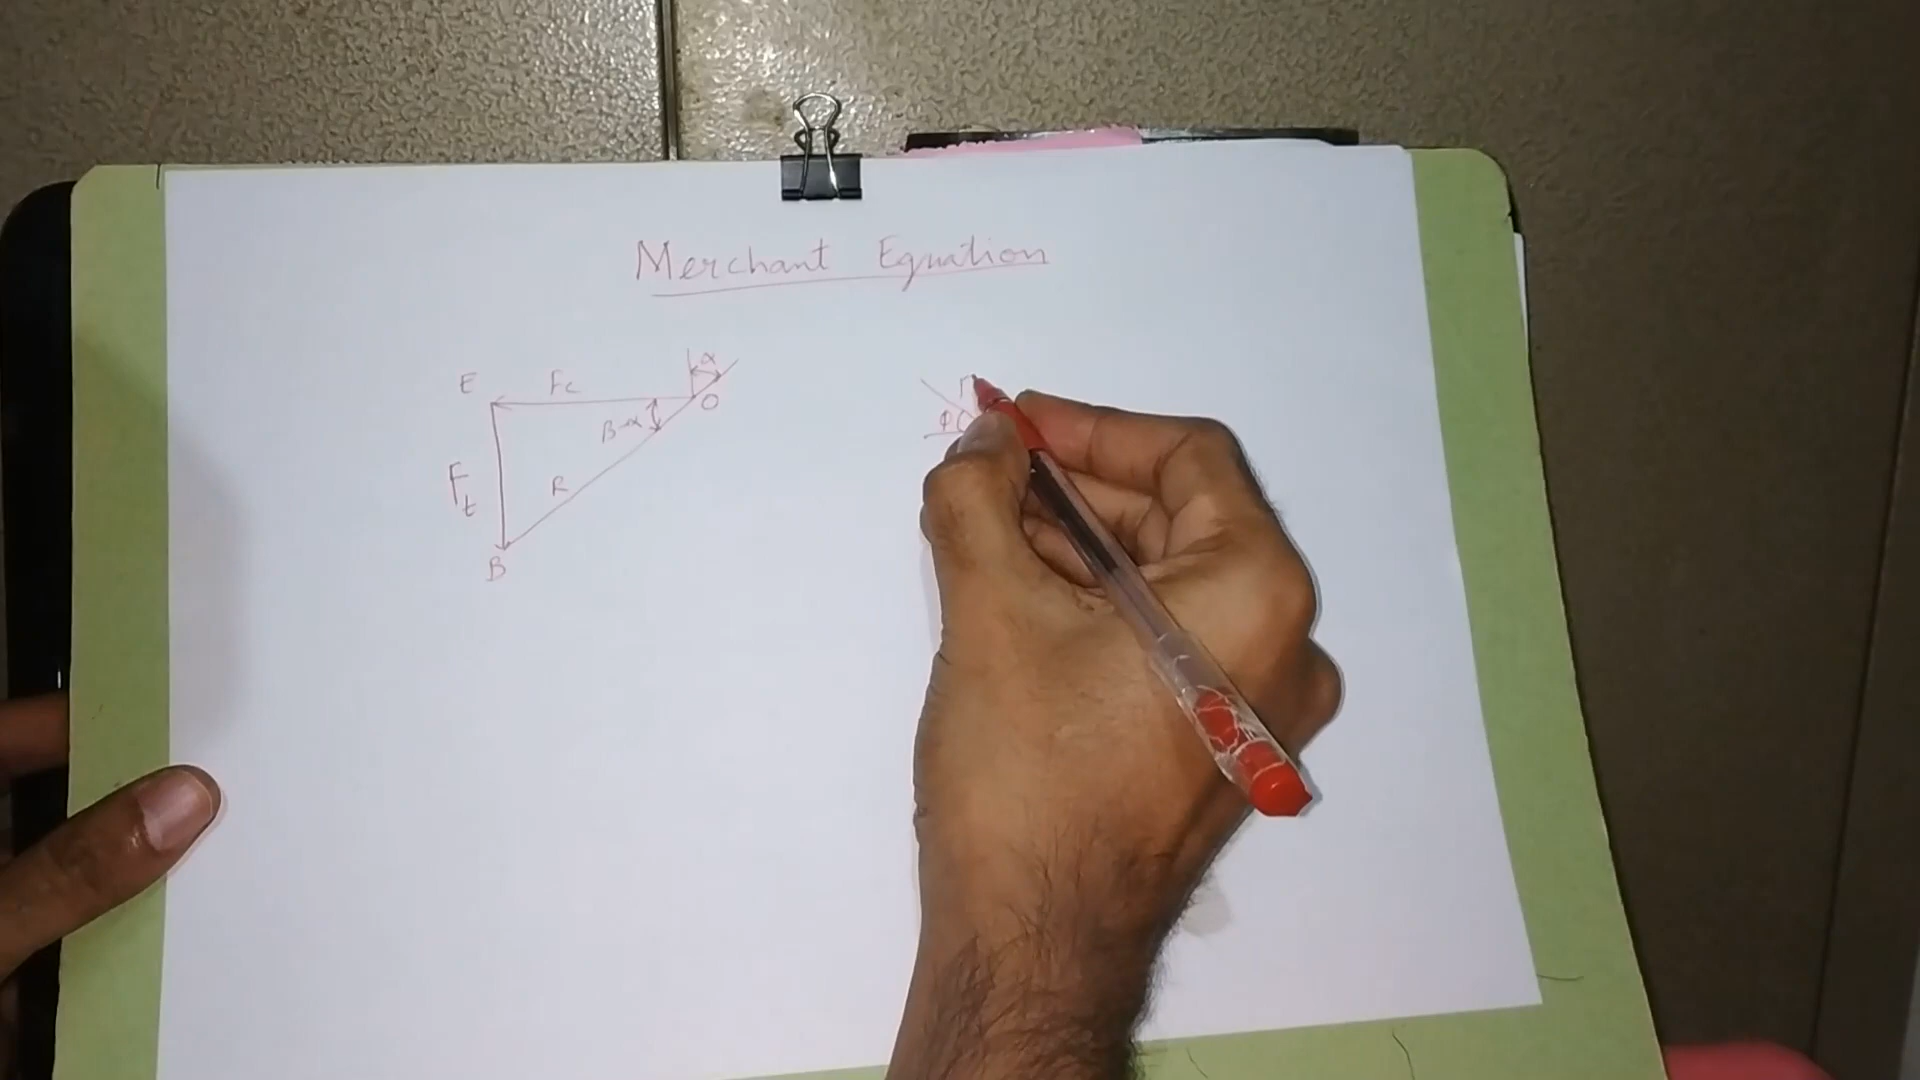 Merchant Equation
α
E Fc O
β-α
Ft R
B
φ